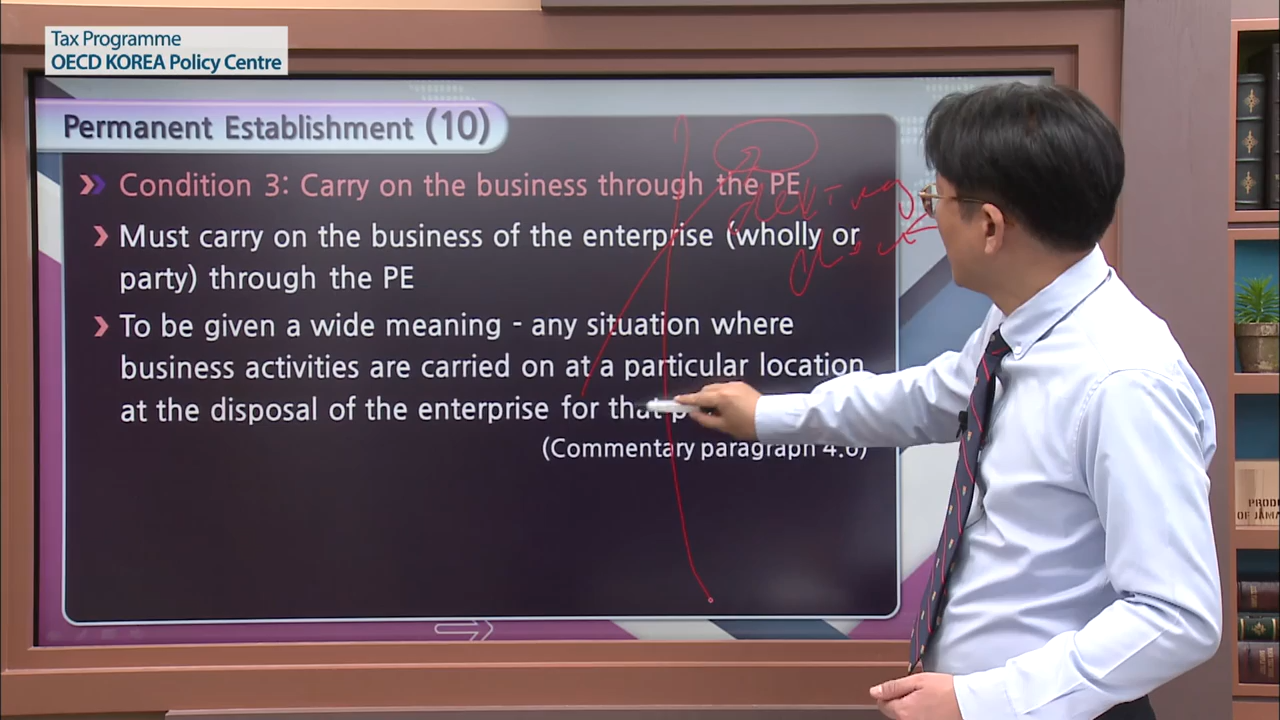 Tax Programme
OECD KOREA Policy Centre
Permanent Establishment (10)
Condition 3: Carry on the business through the PE
Must carry on the business of the enterprise (wholly or
party) through the PE
To be given a wide meaning - any situation where
business activities are carried on at a particular location
at the disposal of the enterprise for that
(Commentary paragraph 4.6)
PRODU
OF JAMA